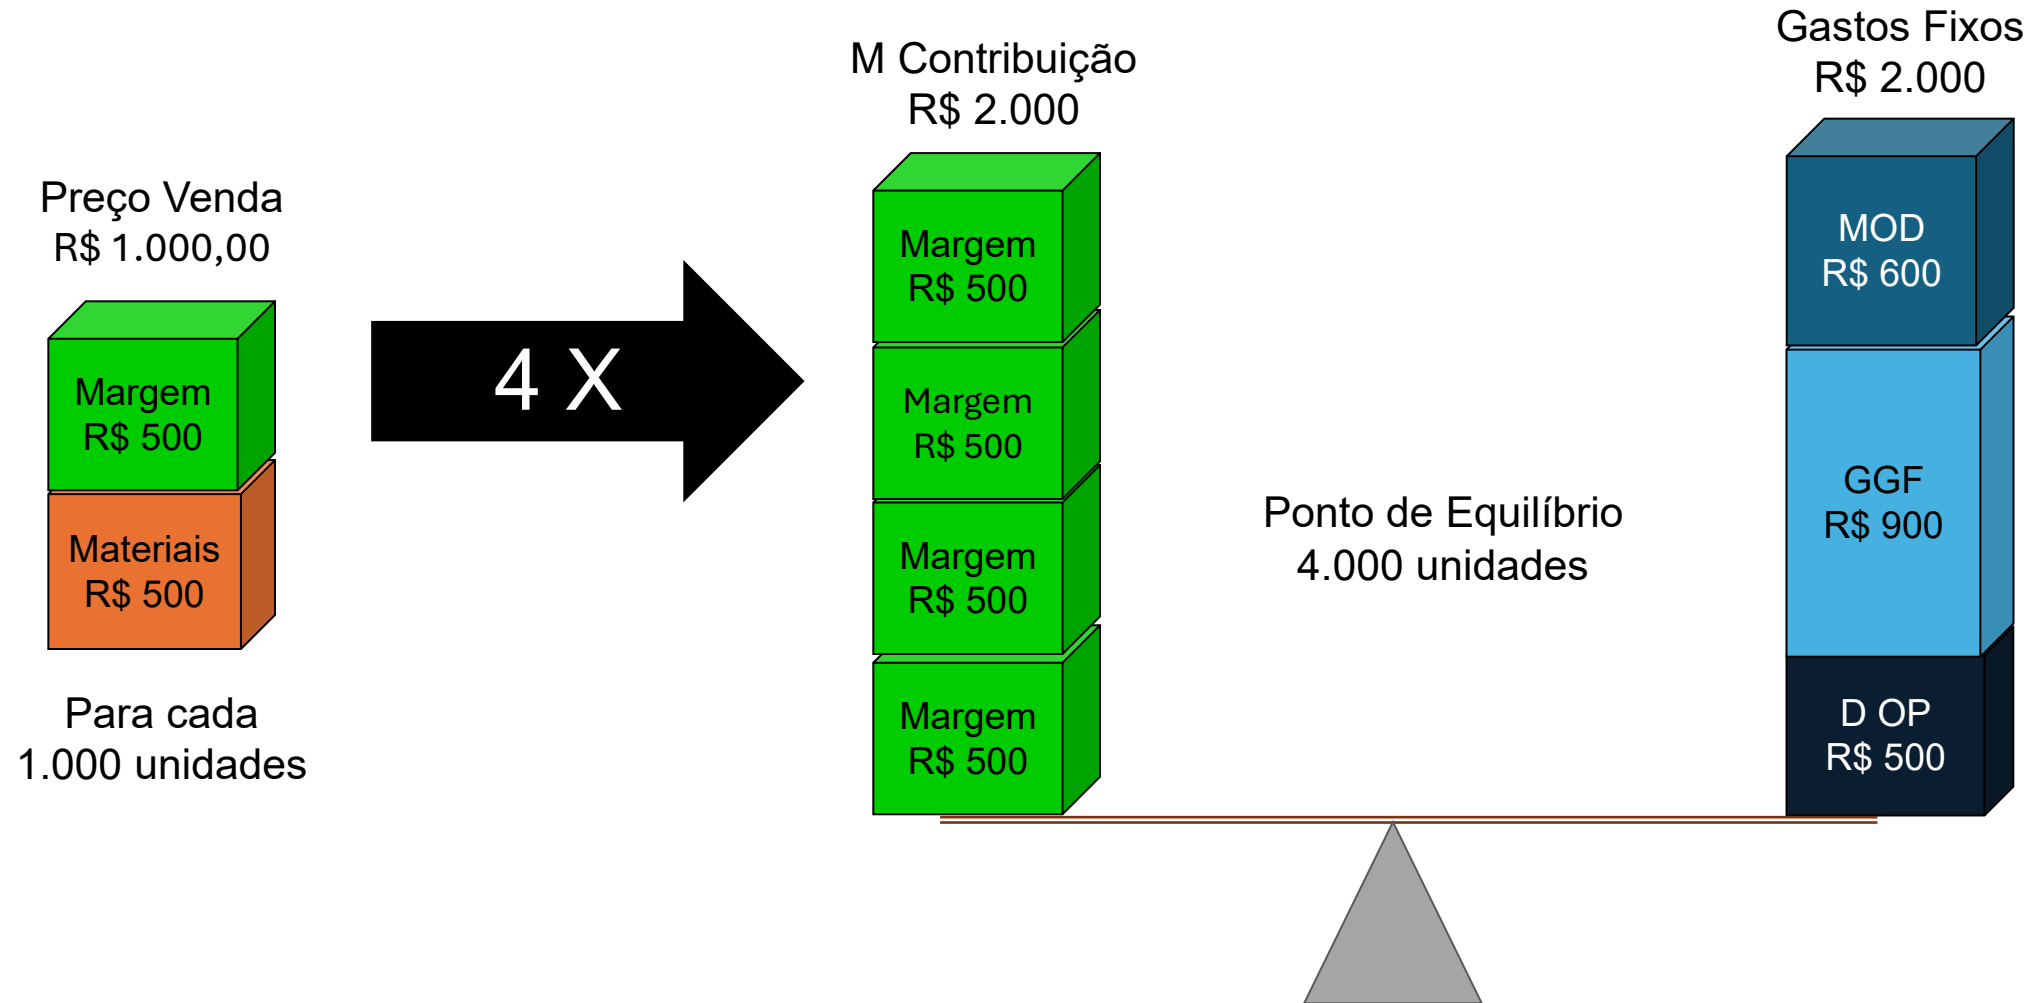 Preço Venda
R$ 1.000,00
Margem
R$ 500
Materiais
R$ 500
Para cada
1.000 unidades
4 X
M Contribuição
R$ 2.000
Margem
R$ 500
Margem
R$ 500
Margem
R$ 500
Margem
R$ 500
Ponto de Equilíbrio
4.000 unidades
Gastos Fixos
R$ 2.000
MOD
R$ 600
GGF
R$ 900
D OP
R$ 500